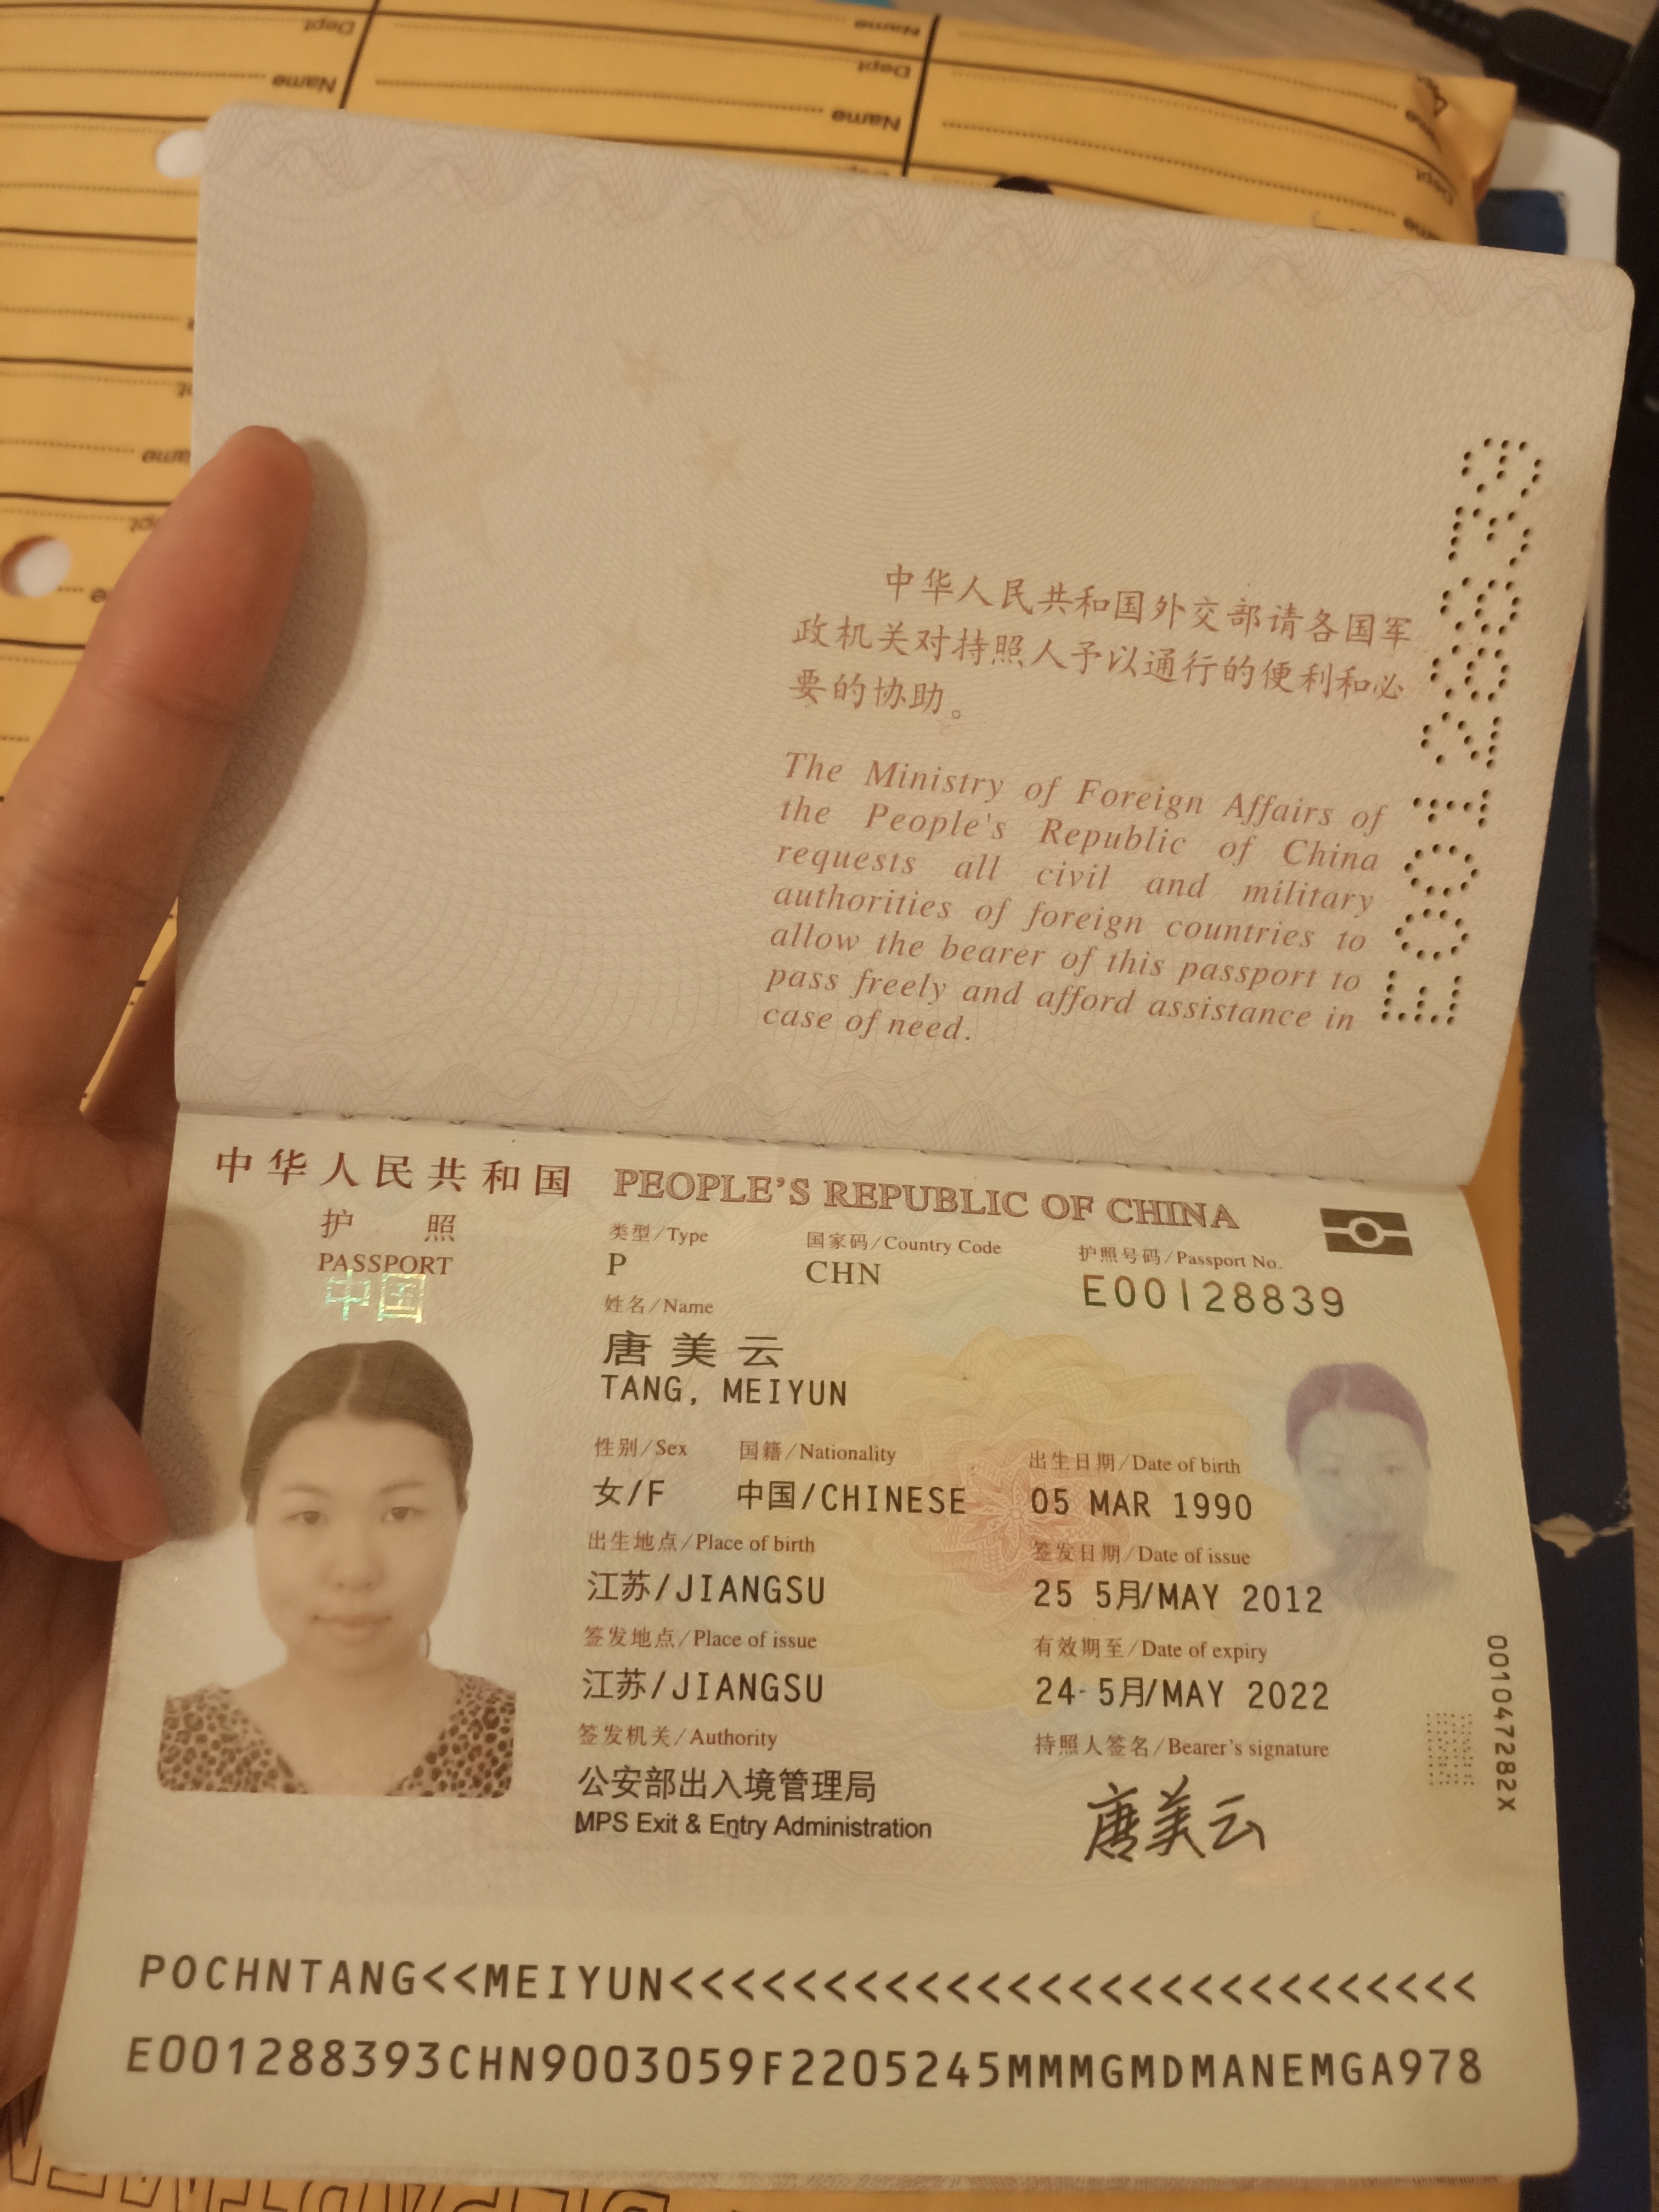 Dept
Name
Dept
Name
Name
中华人民共和国外交部请各国军
政机关对持照人予以通行的便利和必
要的协助。
The Ministry of Foreign Affairs of
the People's Republic of China
requests all civil and military
authorities of foreign countries to
allow the bearer of this passport to
pass freely and afford assistance in
case of need.
E00128839
中华人民共和国 PEOPLE'S REPUBLIC OF CHINA
护照
PASSPORT
中国
类型/Type 国家码/Country Code 护照号码/Passport No.
P CHN E00128839
姓名/Name
唐美云
TANG, MEIYUN
性别/Sex 国籍/Nationality 出生日期/Date of birth
女/F 中国/CHINESE 05 MAR 1990
出生地点/Place of birth 签发日期/Date of issue
江苏/JIANGSU 25 5月/MAY 2012
签发地点/Place of issue 有效期至/Date of expiry
江苏/JIANGSU 24 5月/MAY 2022
签发机关/Authority 持照人签名/Bearer's signature
公安部出入境管理局
MPS Exit & Entry Administration
唐美云
001047282X
POCHNTANG<<MEIYUN<<<<<<<<<<<<<<<<<<<<<<<<<<<
E001288393CHN9003059F2205245MMMGMDMANEMGA978